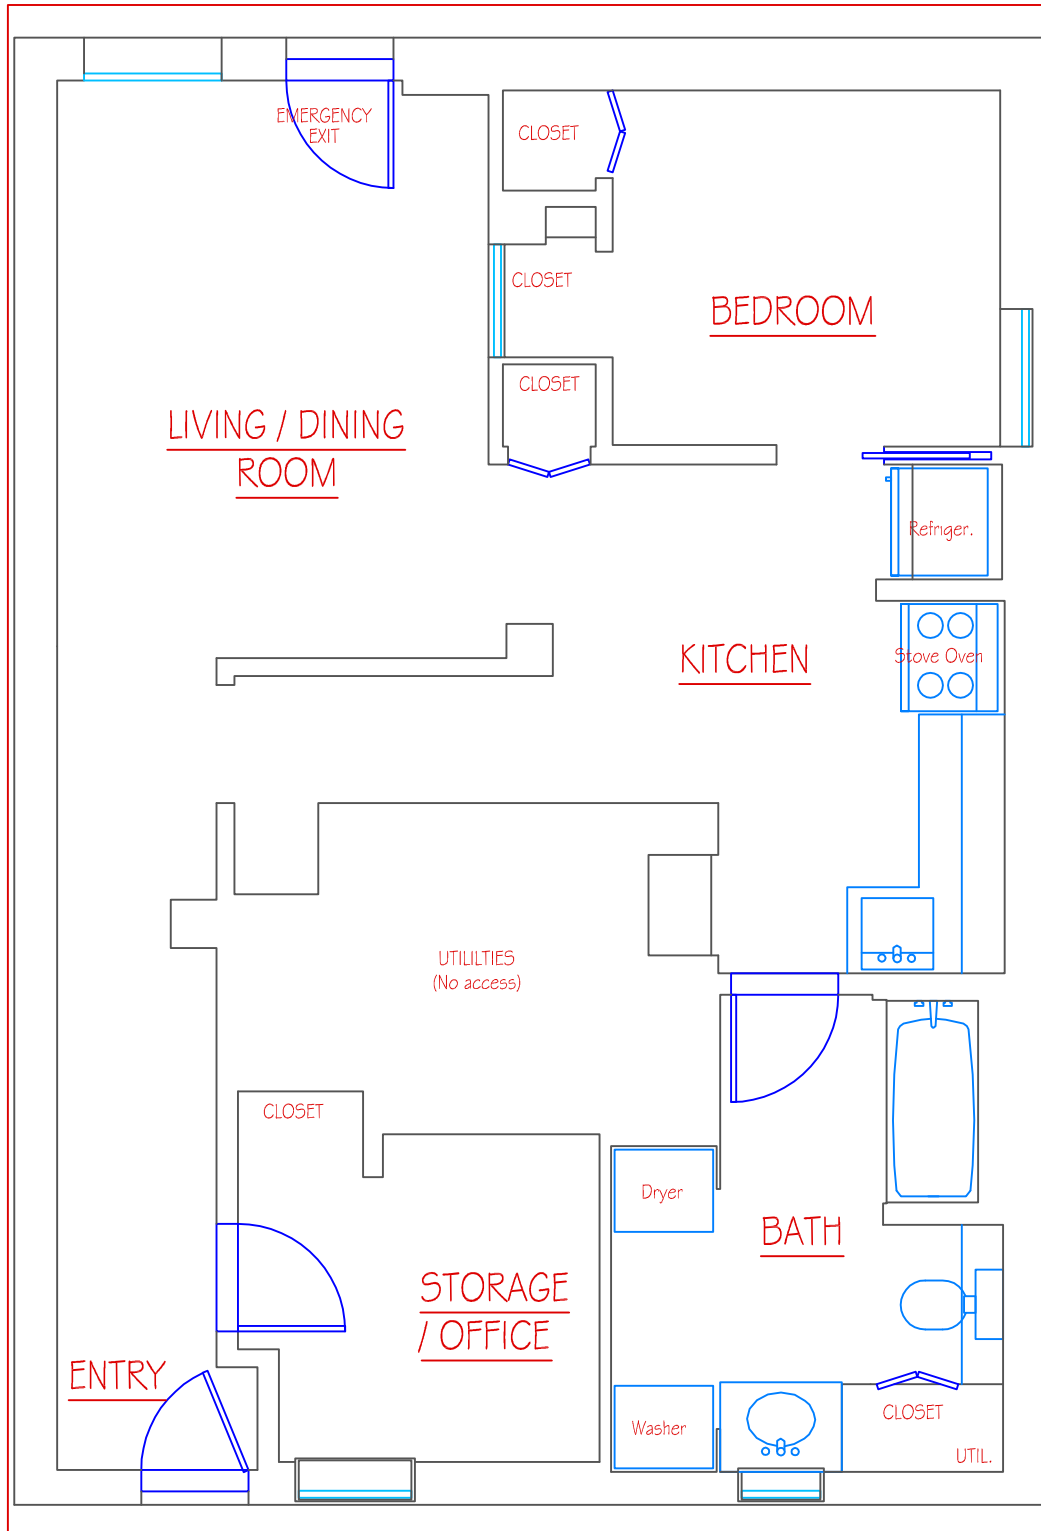 EMERGENCY
EXIT
CLOSET
CLOSET
BEDROOM
CLOSET
LIVING / DINING
ROOM
Refriger.
KITCHEN
Stove Oven
UTILILTIES
(No access)
CLOSET
Dryer
BATH
STORAGE
/ OFFICE
ENTRY
CLOSET
Washer
UTIL.